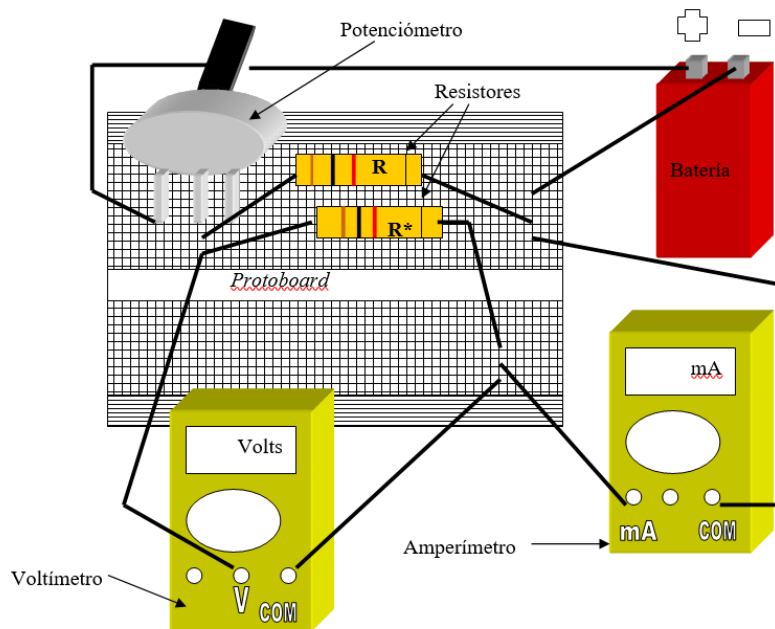 Potenciómetro
Resistores
R
Batería
R*
Protoboard
mA
Volts
mA COM
Amperímetro
Voltímetro
V COM